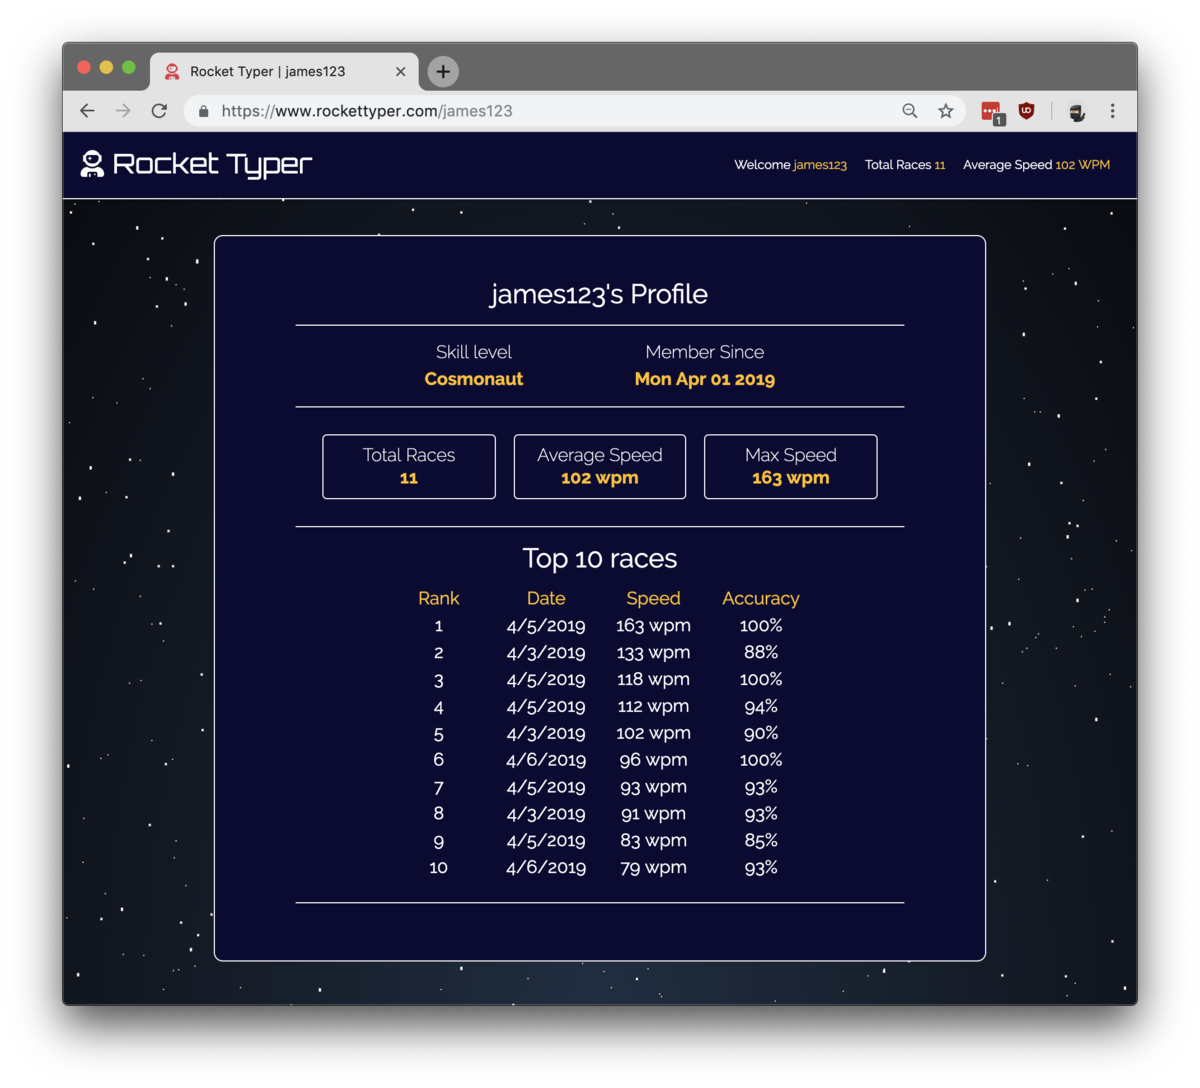 Rocket Typer | james123
https://www.rockettyper.com/james123
1
Rocket Typer
Welcome james123 Total Races 11 Average Speed 102 WPM
james123's Profile
Skill level Member Since
Cosmonaut Mon Apr 01 2019
Total Races Average Speed Max Speed
11 102 wpm 163 wpm
Top 10 races
Rank Date Speed Accuracy
1 4/5/2019 163 wpm 100%
2 4/3/2019 133 wpm 88%
3 4/5/2019 118 wpm 100%
4 4/5/2019 112 wpm 94%
5 4/3/2019 102 wpm 90%
6 4/6/2019 96 wpm 100%
7 4/5/2019 93 wpm 93%
8 4/3/2019 91 wpm 93%
9 4/5/2019 83 wpm 85%
10 4/6/2019 79 wpm 93%